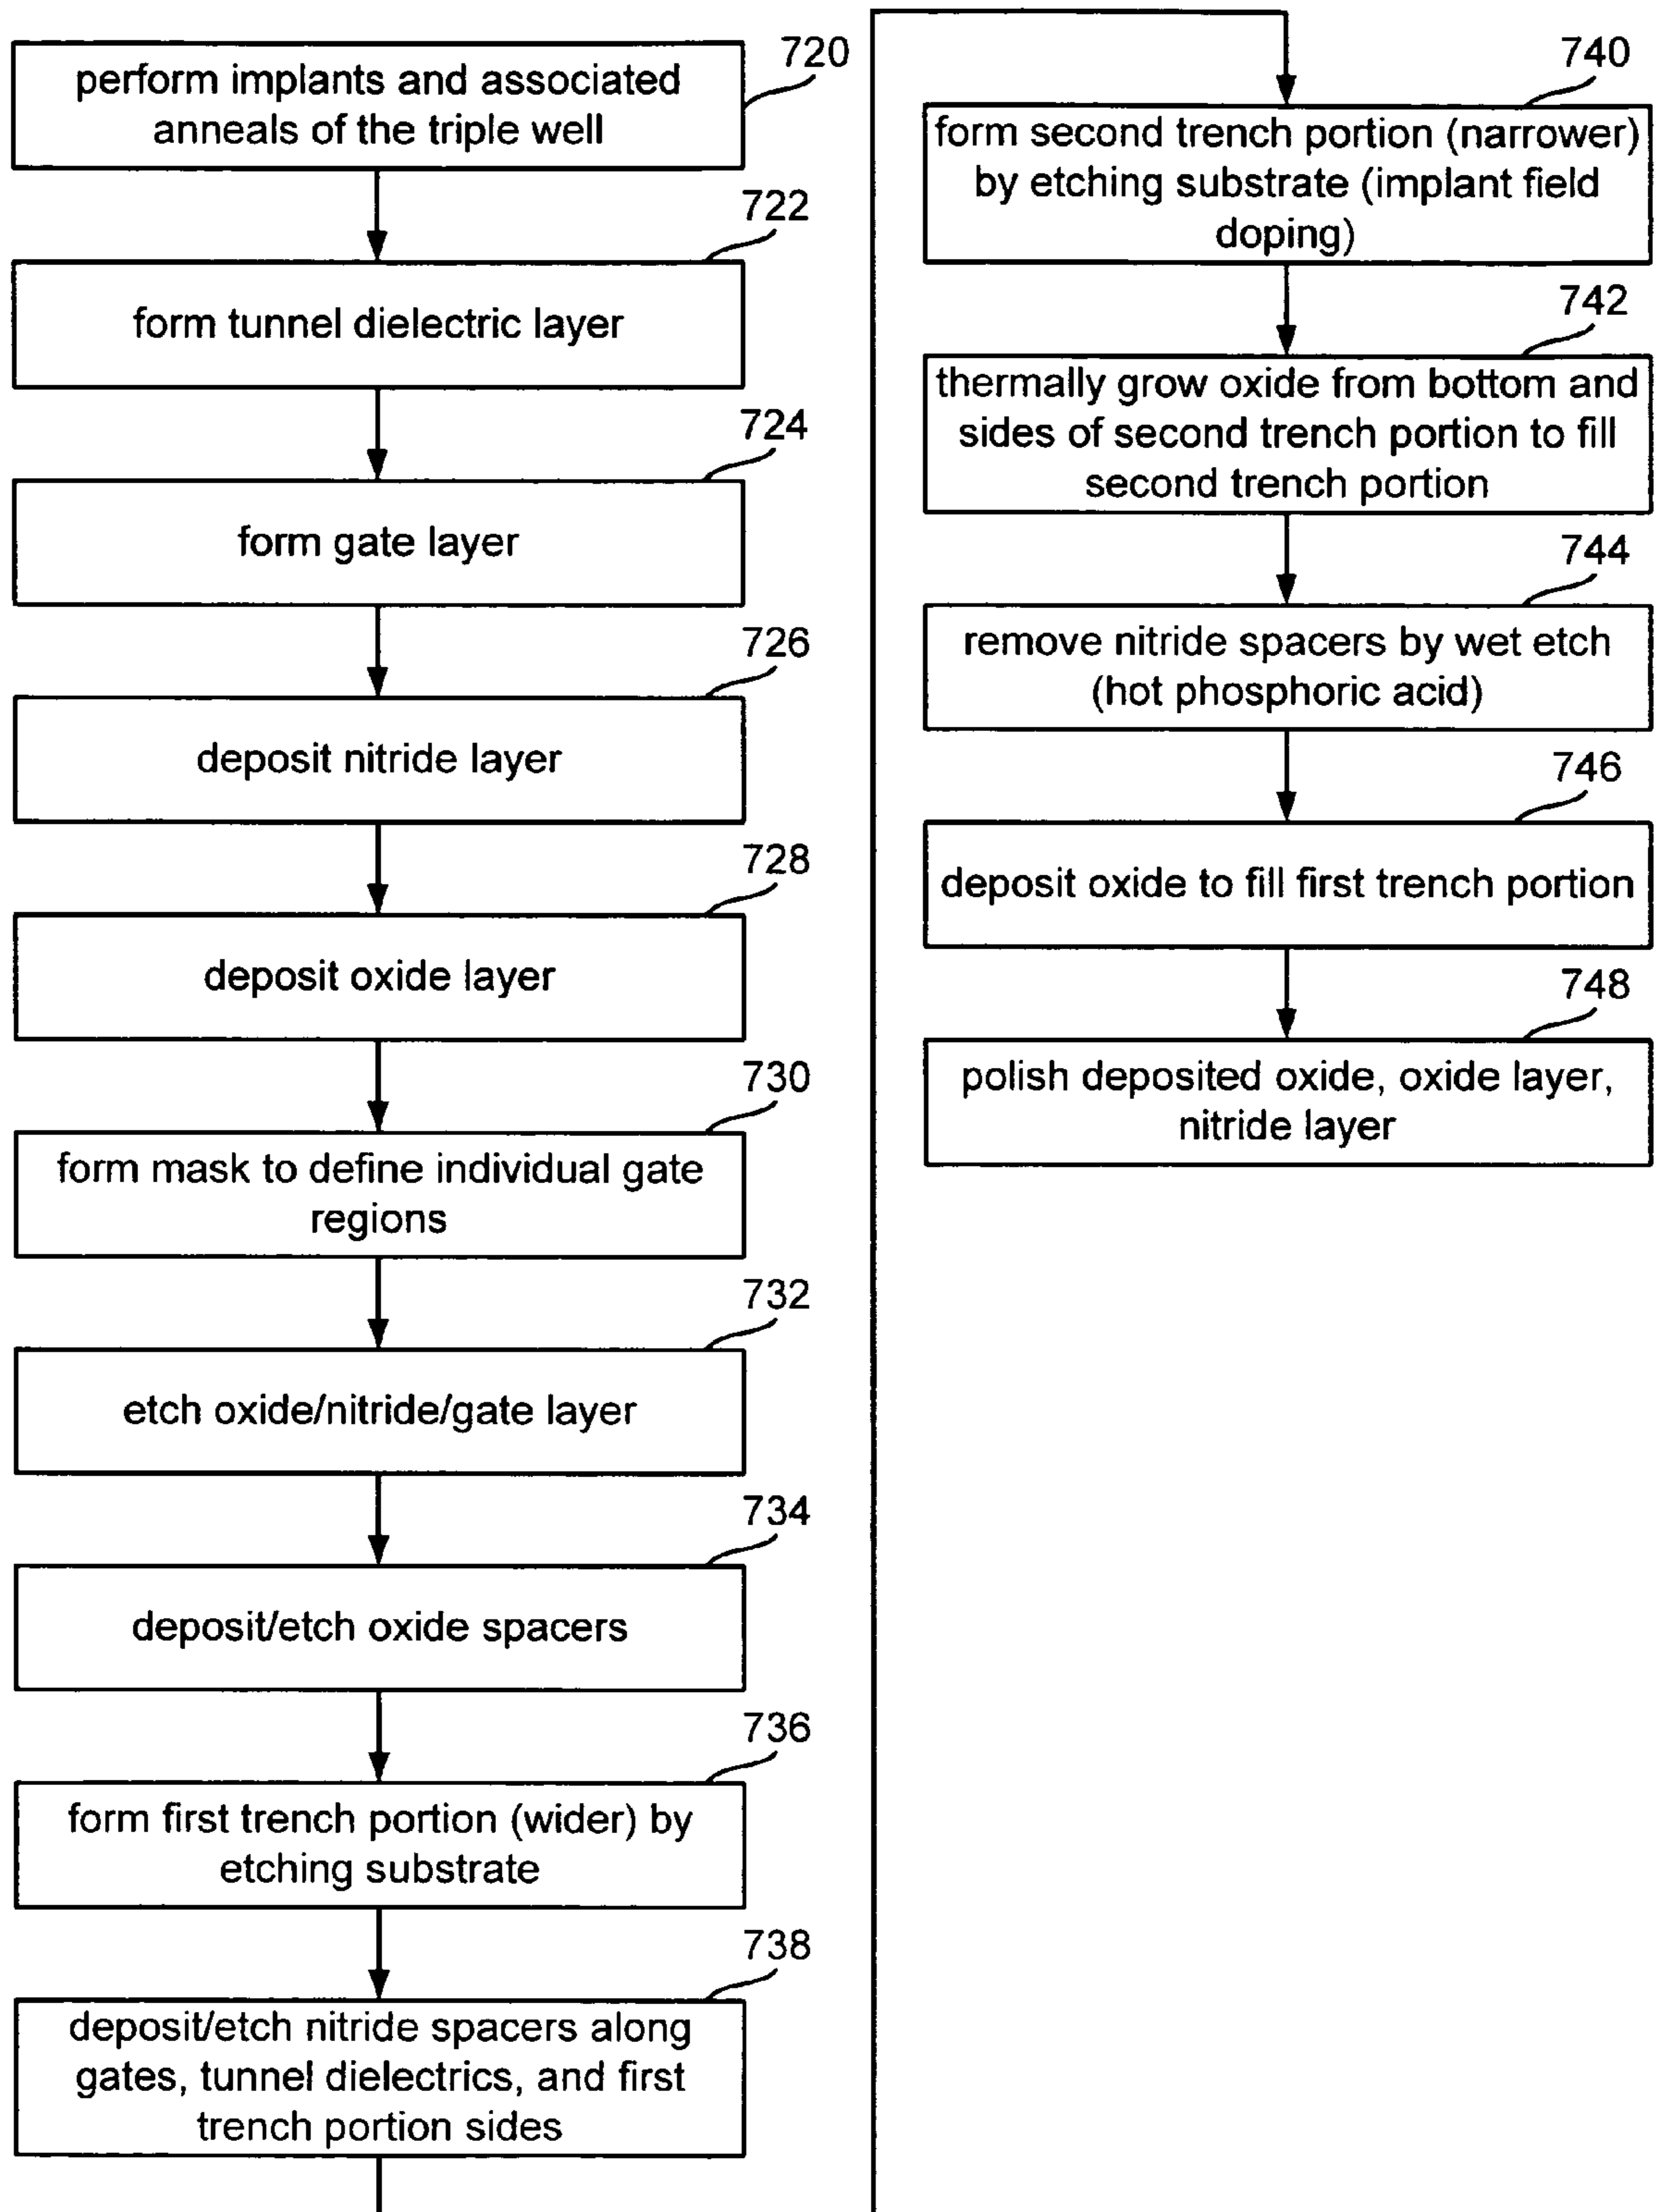 720
perform implants and associated
anneals of the triple well
722
form tunnel dielectric layer
724
form gate layer
726
deposit nitride layer
728
deposit oxide layer
730
form mask to define individual gate
regions
732
etch oxide/nitride/gate layer
734
deposit/etch oxide spacers
736
form first trench portion (wider) by
etching substrate
738
deposit/etch nitride spacers along
gates, tunnel dielectrics, and first
trench portion sides
740
form second trench portion (narrower)
by etching substrate (implant field
doping)
742
thermally grow oxide from bottom and
sides of second trench portion to fill
second trench portion
744
remove nitride spacers by wet etch
(hot phosphoric acid)
746
deposit oxide to fill first trench portion
748
polish deposited oxide, oxide layer,
nitride layer